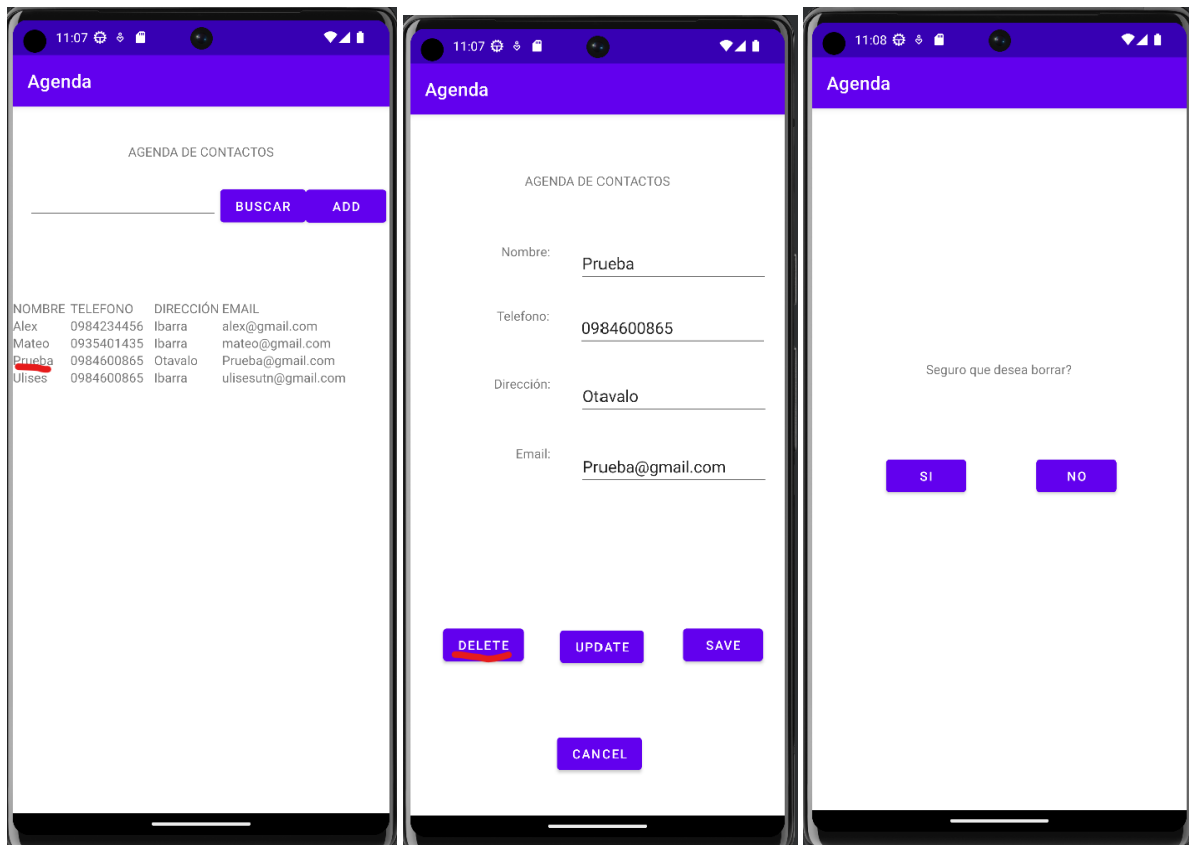 11:07
Agenda
AGENDA DE CONTACTOS
BUSCAR ADD
NOMBRE TELEFONO DIRECCIÓN EMAIL
Alex 0984234456 Ibarra alex@gmail.com
Mateo 0935401435 Ibarra mateo@gmail.com
Prueba 0984600865 Otavalo Prueba@gmail.com
Ulises 0984600865 Ibarra ulisesutn@gmail.com
11:07
Agenda
AGENDA DE CONTACTOS
Nombre: Prueba
Telefono: 0984600865
Dirección: Otavalo
Email: Prueba@gmail.com
DELETE UPDATE SAVE
CANCEL
11:08
Agenda
Seguro que desea borrar?
SI NO